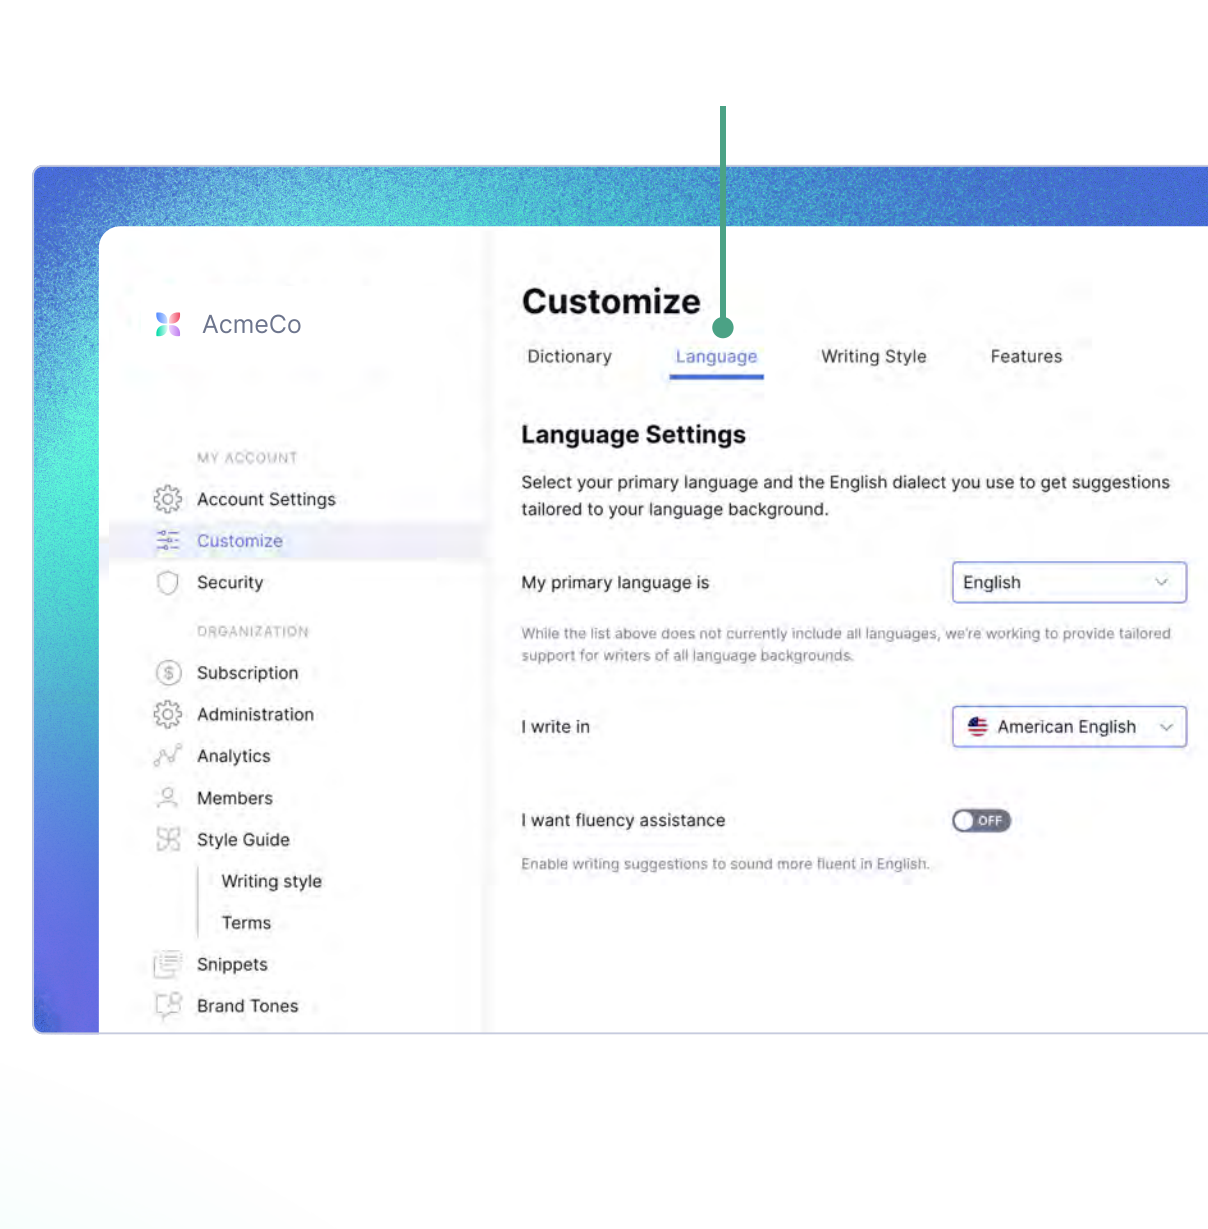 AcmeCo
MY ACCOUNT
Account Settings
Customize
Security
ORGANIZATION
Subscription
Administration
Analytics
Members
Style Guide
Writing style
Terms
Snippets
Brand Tones
Customize
Dictionary Language Writing Style Features
Language Settings
Select your primary language and the English dialect you use to get suggestions
tailored to your language background.
My primary language is English
While the list above does not currently include all languages, we're working to provide tailored
support for writers of all language backgrounds.
I write in American English
I want fluency assistance OFF
Enable writing suggestions to sound more fluent in English.